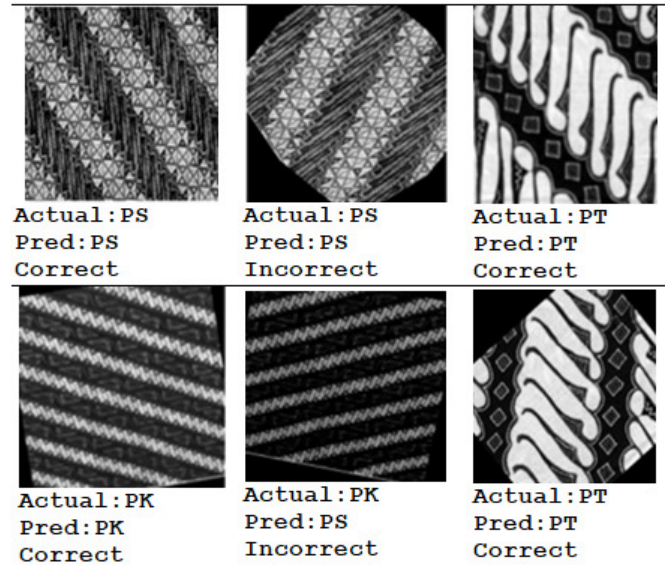 Actual:PS
Pred:PS
Correct
Actual:PS
Pred:PS
Incorrect
Actual:PT
Pred:PT
Correct
Actual:PK
Pred:PK
Correct
Actual:PK
Pred:PS
Incorrect
Actual:PT
Pred:PT
Correct